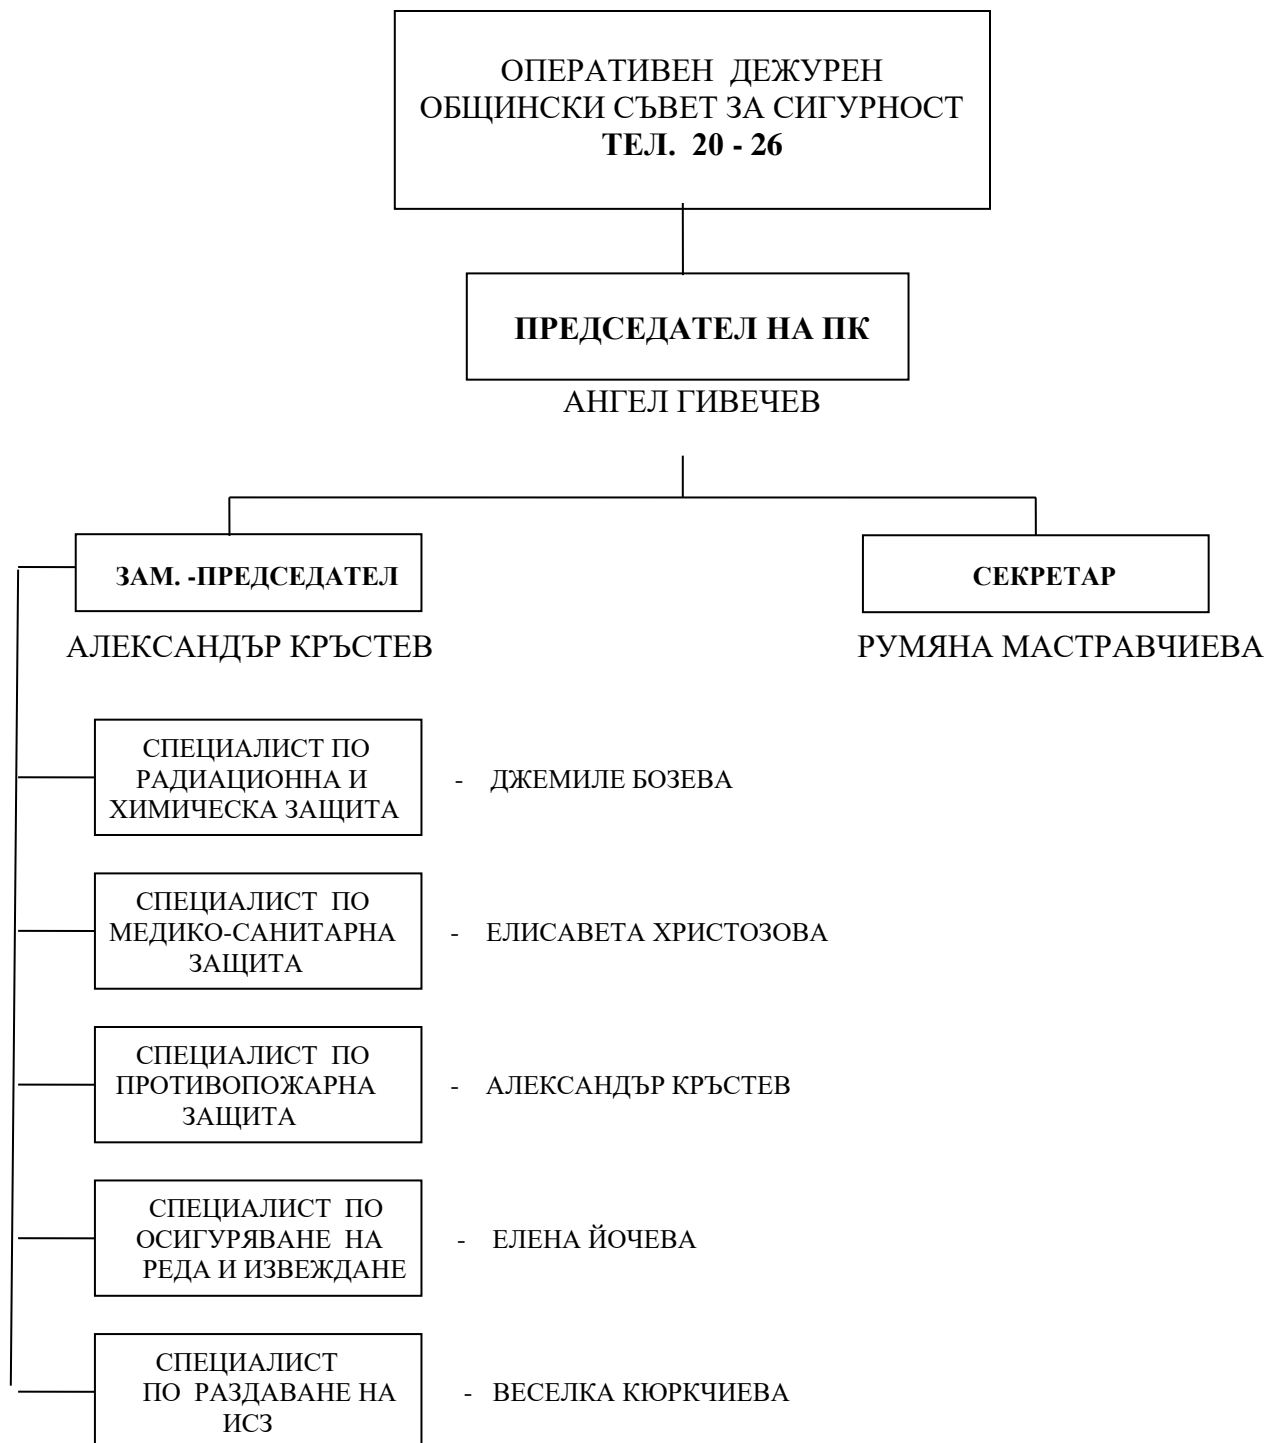 ОПЕРАТИВЕН ДЕЖУРЕН
ОБЩИНСКИ СЪВЕТ ЗА СИГУРНОСТ
ТЕЛ. 20 - 26
ПРЕДСЕДАТЕЛ НА ПК
АНГЕЛ ГИВЕЧЕВ
ЗАМ. -ПРЕДСЕДАТЕЛ
СЕКРЕТАР
АЛЕКСАНДЪР КРЪСТЕВ
РУМЯНА МАСТРАВЧИЕВА
СПЕЦИАЛИСТ ПО
РАДИАЦИОННА И
ХИМИЧЕСКА ЗАЩИТА
- ДЖЕМИЛЕ БОЗЕВА
СПЕЦИАЛИСТ ПО
МЕДИКО-САНИТАРНА
ЗАЩИТА
- ЕЛИСАВЕТА ХРИСТОЗОВА
СПЕЦИАЛИСТ ПО
ПРОТИВОПОЖАРНА
ЗАЩИТА
- АЛЕКСАНДЪР КРЪСТЕВ
СПЕЦИАЛИСТ ПО
ОСИГУРЯВАНЕ НА
РЕДА И ИЗВЕЖДАНЕ
- ЕЛЕНА ЙОЧЕВА
СПЕЦИАЛИСТ
ПО РАЗДАВАНЕ НА
ИСЗ
- ВЕСЕЛКА КЮРКЧИЕВА